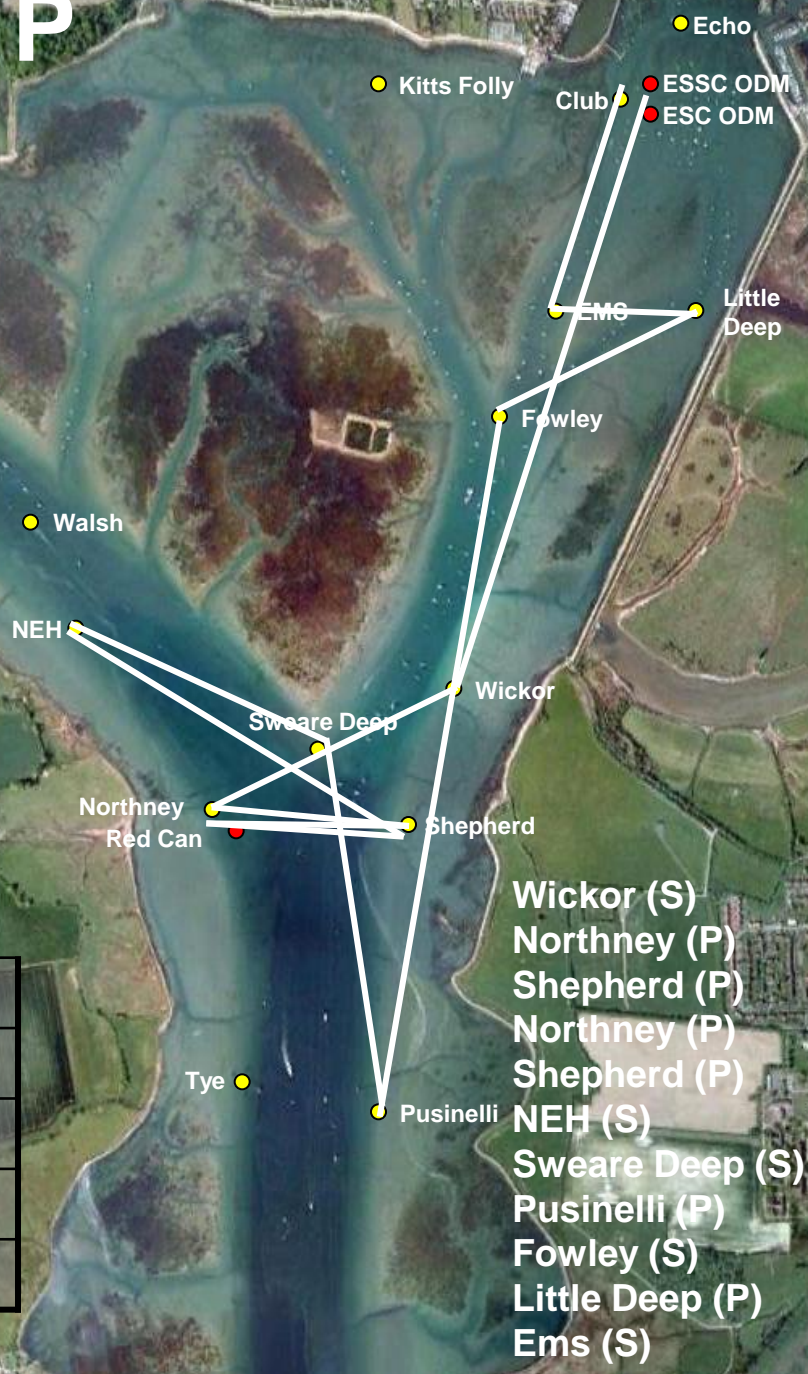 P
Echo
Kitts Folly
ESSC ODM
Club
ESC ODM
Little
Deep
EMS
Fowley
Walsh
NEH
Wickor
Sweare Deep
Northney
Shepherd
Red Can
Tye
Pusinelli
Wickor (S)
Northney (P)
Shepherd (P)
Northney (P)
Shepherd (P)
NEH (S)
Sweare Deep (S)
Pusinelli (P)
Fowley (S)
Little Deep (P)
Ems (S)